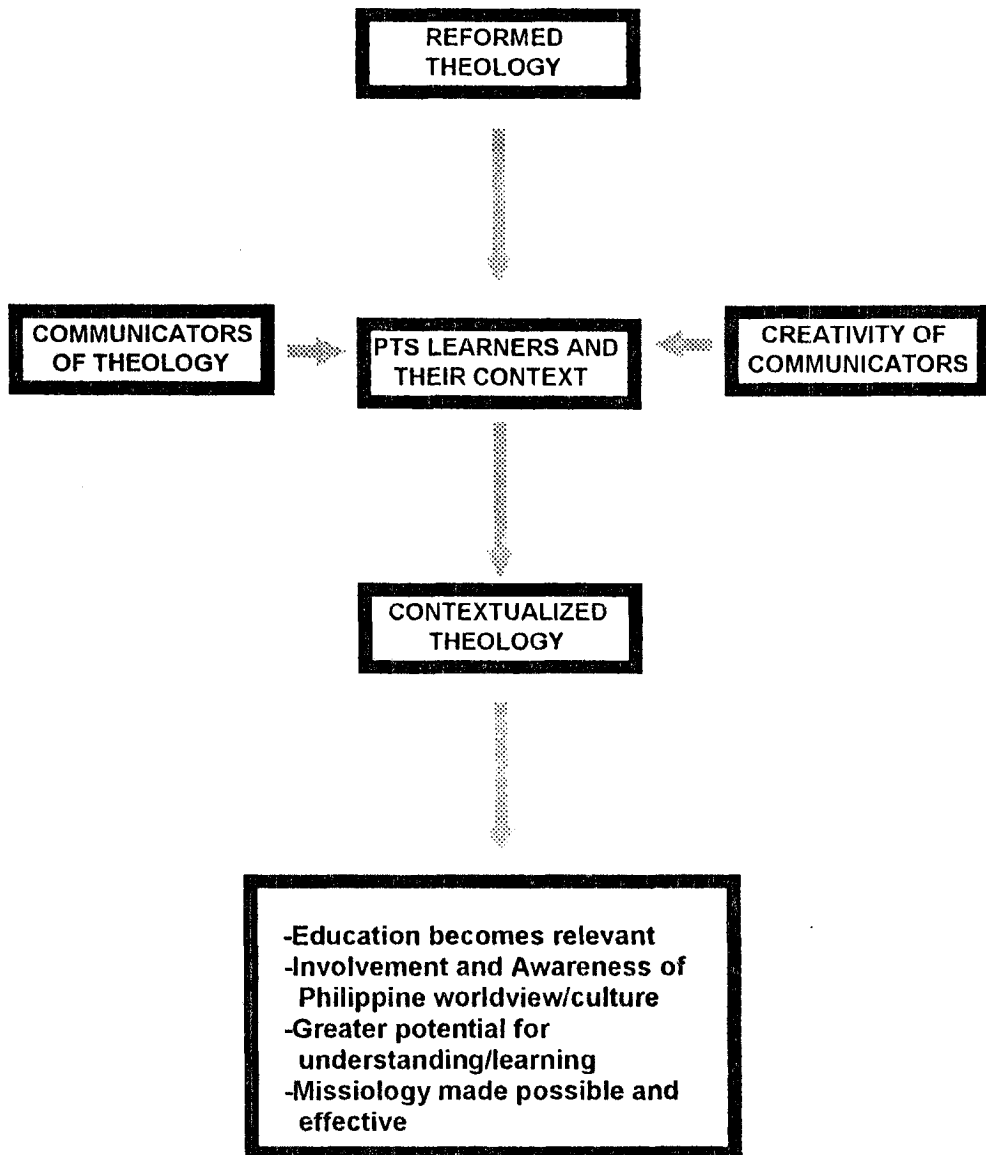 REFORMED
THEOLOGY
COMMUNICATORS
OF THEOLOGY
PTS LEARNERS AND
THEIR CONTEXT
CREATIVITY OF
COMMUNICATORS
CONTEXTUALIZED
THEOLOGY
-Education becomes relevant
-Involvement and Awareness of
Philippine worldview/culture
-Greater potential for
understanding/learning
-Missiology made possible and
effective